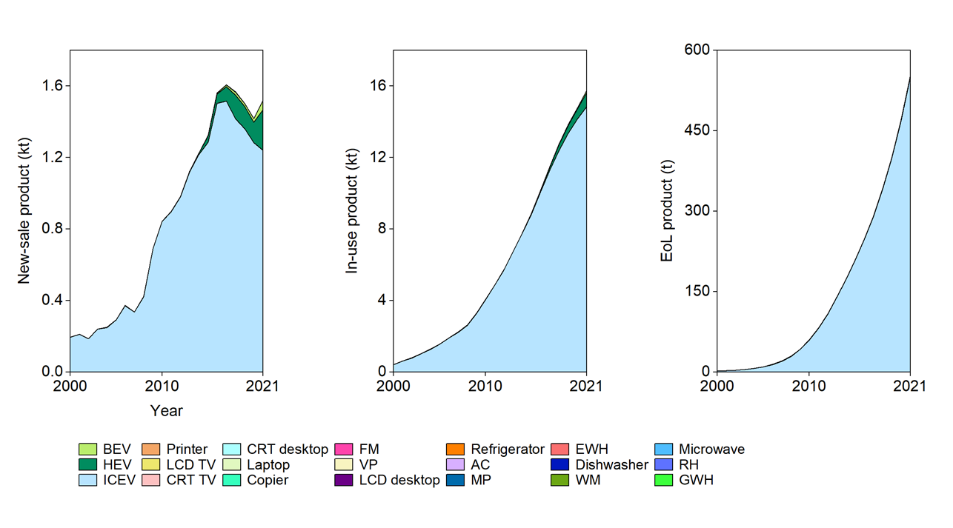 New-sale product (kt)
1.6
1.2
0.8
0.4
0.0
2000 2010 2021
Year
In-use product (kt)
16
12
8
4
0
2000 2010 2021
EoL product (t)
600
450
300
150
0
2000 2010 2021
BEV Printer CRT desktop FM Refrigerator EWH Microwave
HEV LCD TV Laptop VP AC Dishwasher RH
ICEV CRT TV Copier LCD desktop MP WM GWH